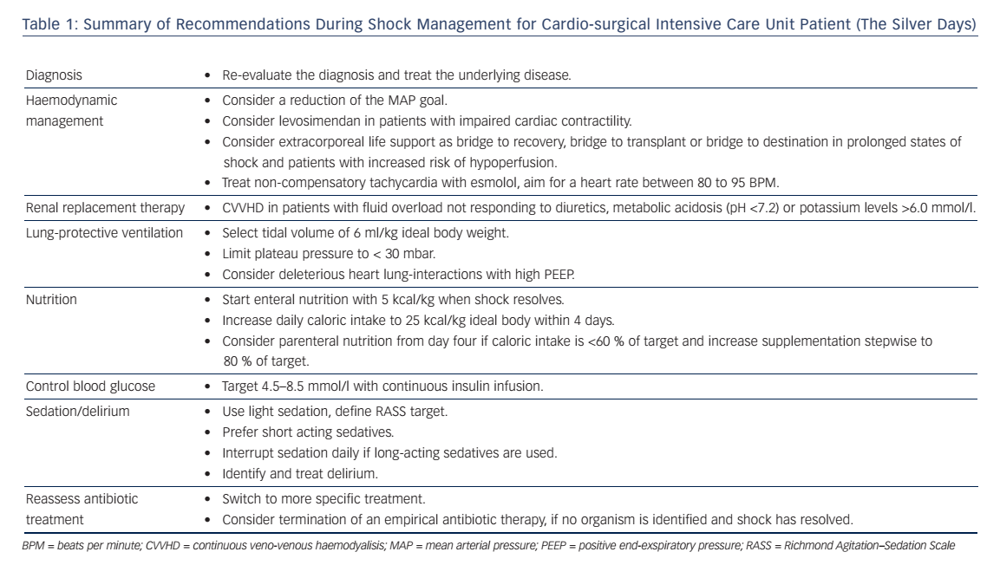 Table 1: Summary of Recommendations During Shock Management for Cardio-surgical Intensive Care Unit Patient (The Silver Days)
Diagnosis • Re-evaluate the diagnosis and treat the underlying disease.
Haemodynamic • Consider a reduction of the MAP goal.
management • Consider levosimendan in patients with impaired cardiac contractility.
• Consider extracorporeal life support as bridge to recovery, bridge to transplant or bridge to destination in prolonged states of
shock and patients with increased risk of hypoperfusion.
• Treat non-compensatory tachycardia with esmolol, aim for a heart rate between 80 to 95 BPM.
Renal replacement therapy • CVVHD in patients with fluid overload not responding to diuretics, metabolic acidosis (pH <7.2) or potassium levels >6.0 mmol/l.
Lung-protective ventilation • Select tidal volume of 6 ml/kg ideal body weight.
• Limit plateau pressure to < 30 mbar.
• Consider deleterious heart lung-interactions with high PEEP.
Nutrition • Start enteral nutrition with 5 kcal/kg when shock resolves.
• Increase daily caloric intake to 25 kcal/kg ideal body within 4 days.
• Consider parenteral nutrition from day four if caloric intake is <60 % of target and increase supplementation stepwise to
80 % of target.
Control blood glucose • Target 4.5–8.5 mmol/l with continuous insulin infusion.
Sedation/delirium • Use light sedation, define RASS target.
• Prefer short acting sedatives.
• Interrupt sedation daily if long-acting sedatives are used.
• Identify and treat delirium.
Reassess antibiotic • Switch to more specific treatment.
treatment • Consider termination of an empirical antibiotic therapy, if no organism is identified and shock has resolved.
BPM = beats per minute; CVVHD = continuous veno-venous haemodyalisis; MAP = mean arterial pressure; PEEP = positive end-exspiratory pressure; RASS = Richmond Agitation–Sedation Scale